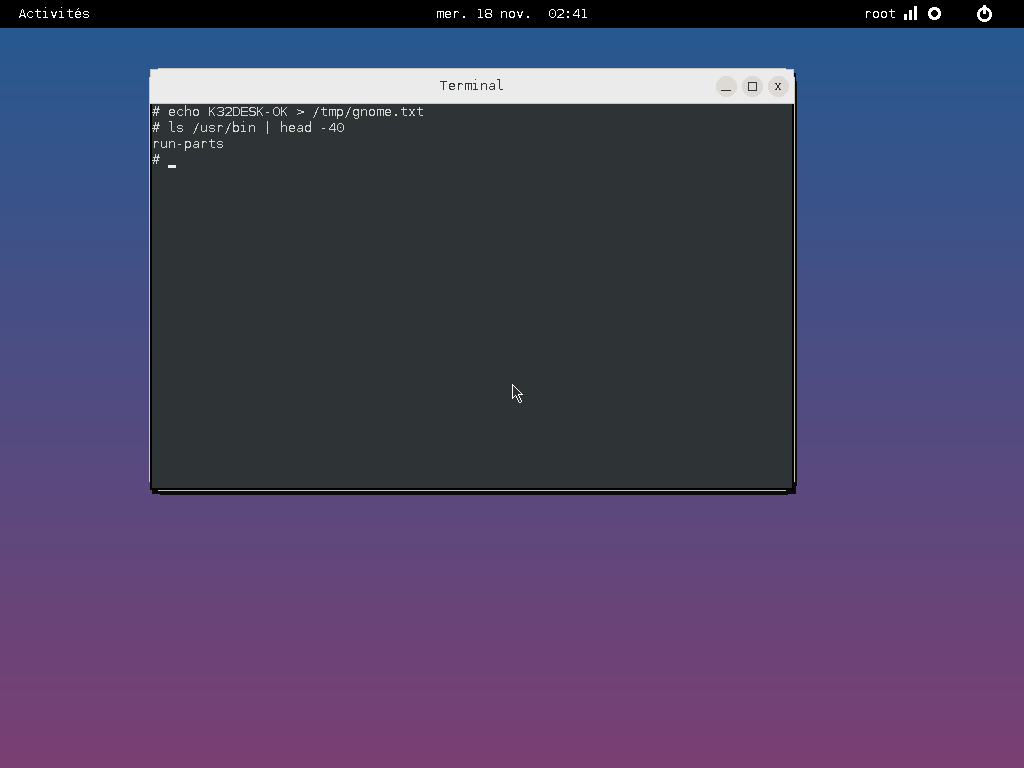 Activités
mer. 18 nov.  02:41
root
Terminal
# echo K32DESK-OK > /tmp/gnome.txt
# ls /usr/bin | head -40
run-parts
# _